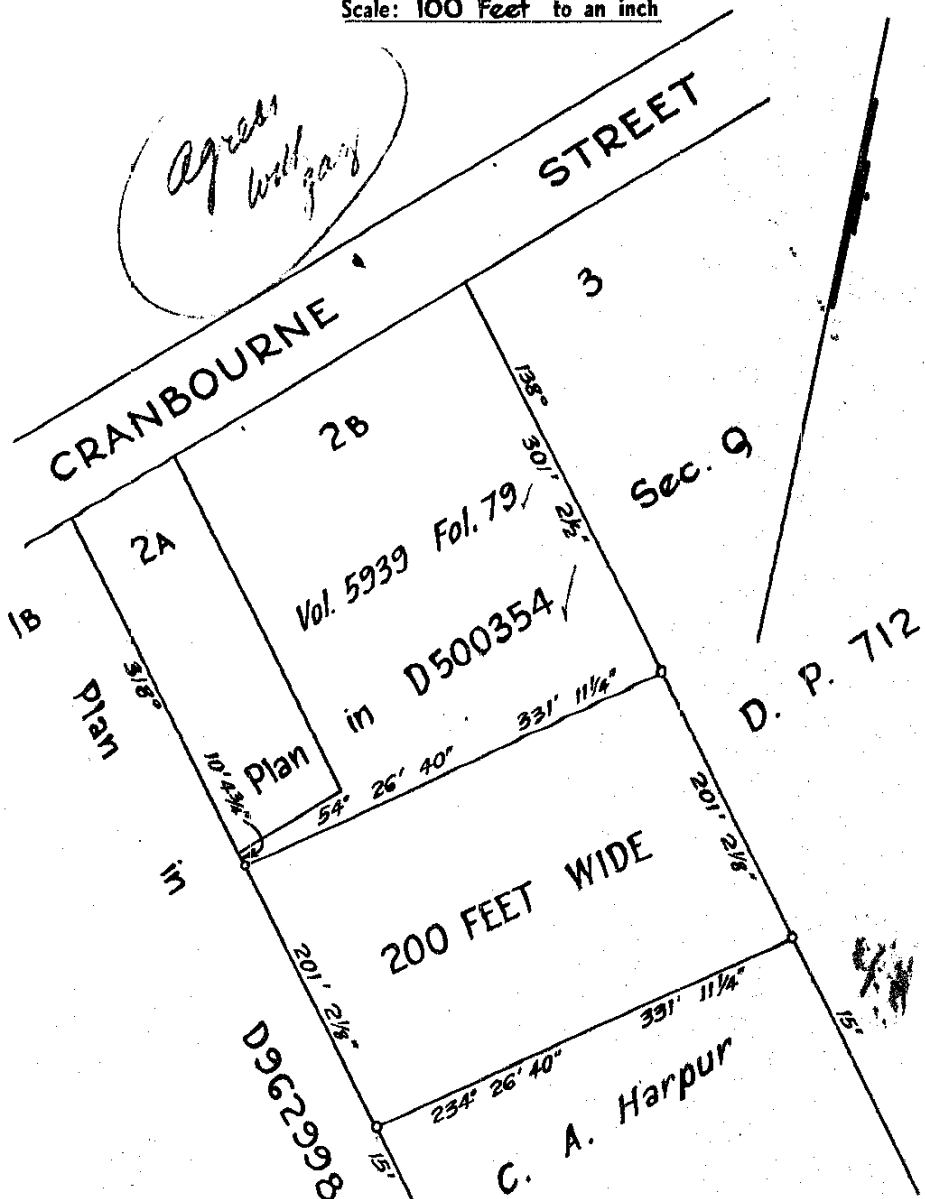 Scale: 100 Feet to an inch
Agrees
will
CRANBOURNE STREET
3
2B
138°
301' 2½"
Sec. 9
Vol. 5939 Fol. 79
2A
1B
318°
Plan in D500354
D. P. 712
Plan in D962998
10' 4¾"
54° 26' 40"
331' 11¼"
201' 2⅛"
200 FEET WIDE
201' 2⅛"
331' 11¼"
234° 26' 40"
15'
C. A. Harpur
15'